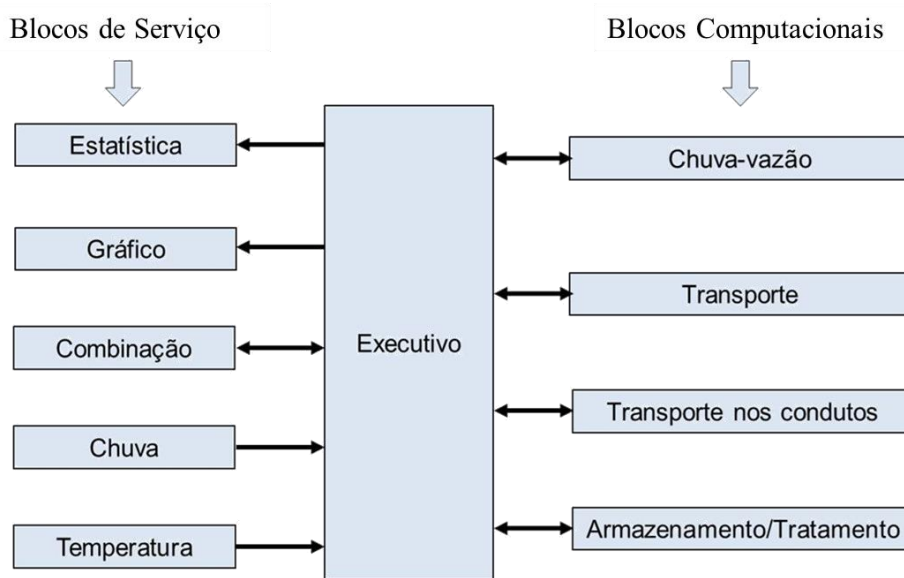 Blocos de Serviço
Blocos Computacionais
Estatística
Gráfico
Combinação
Chuva
Temperatura
Executivo
Chuva-vazão
Transporte
Transporte nos condutos
Armazenamento/Tratamento